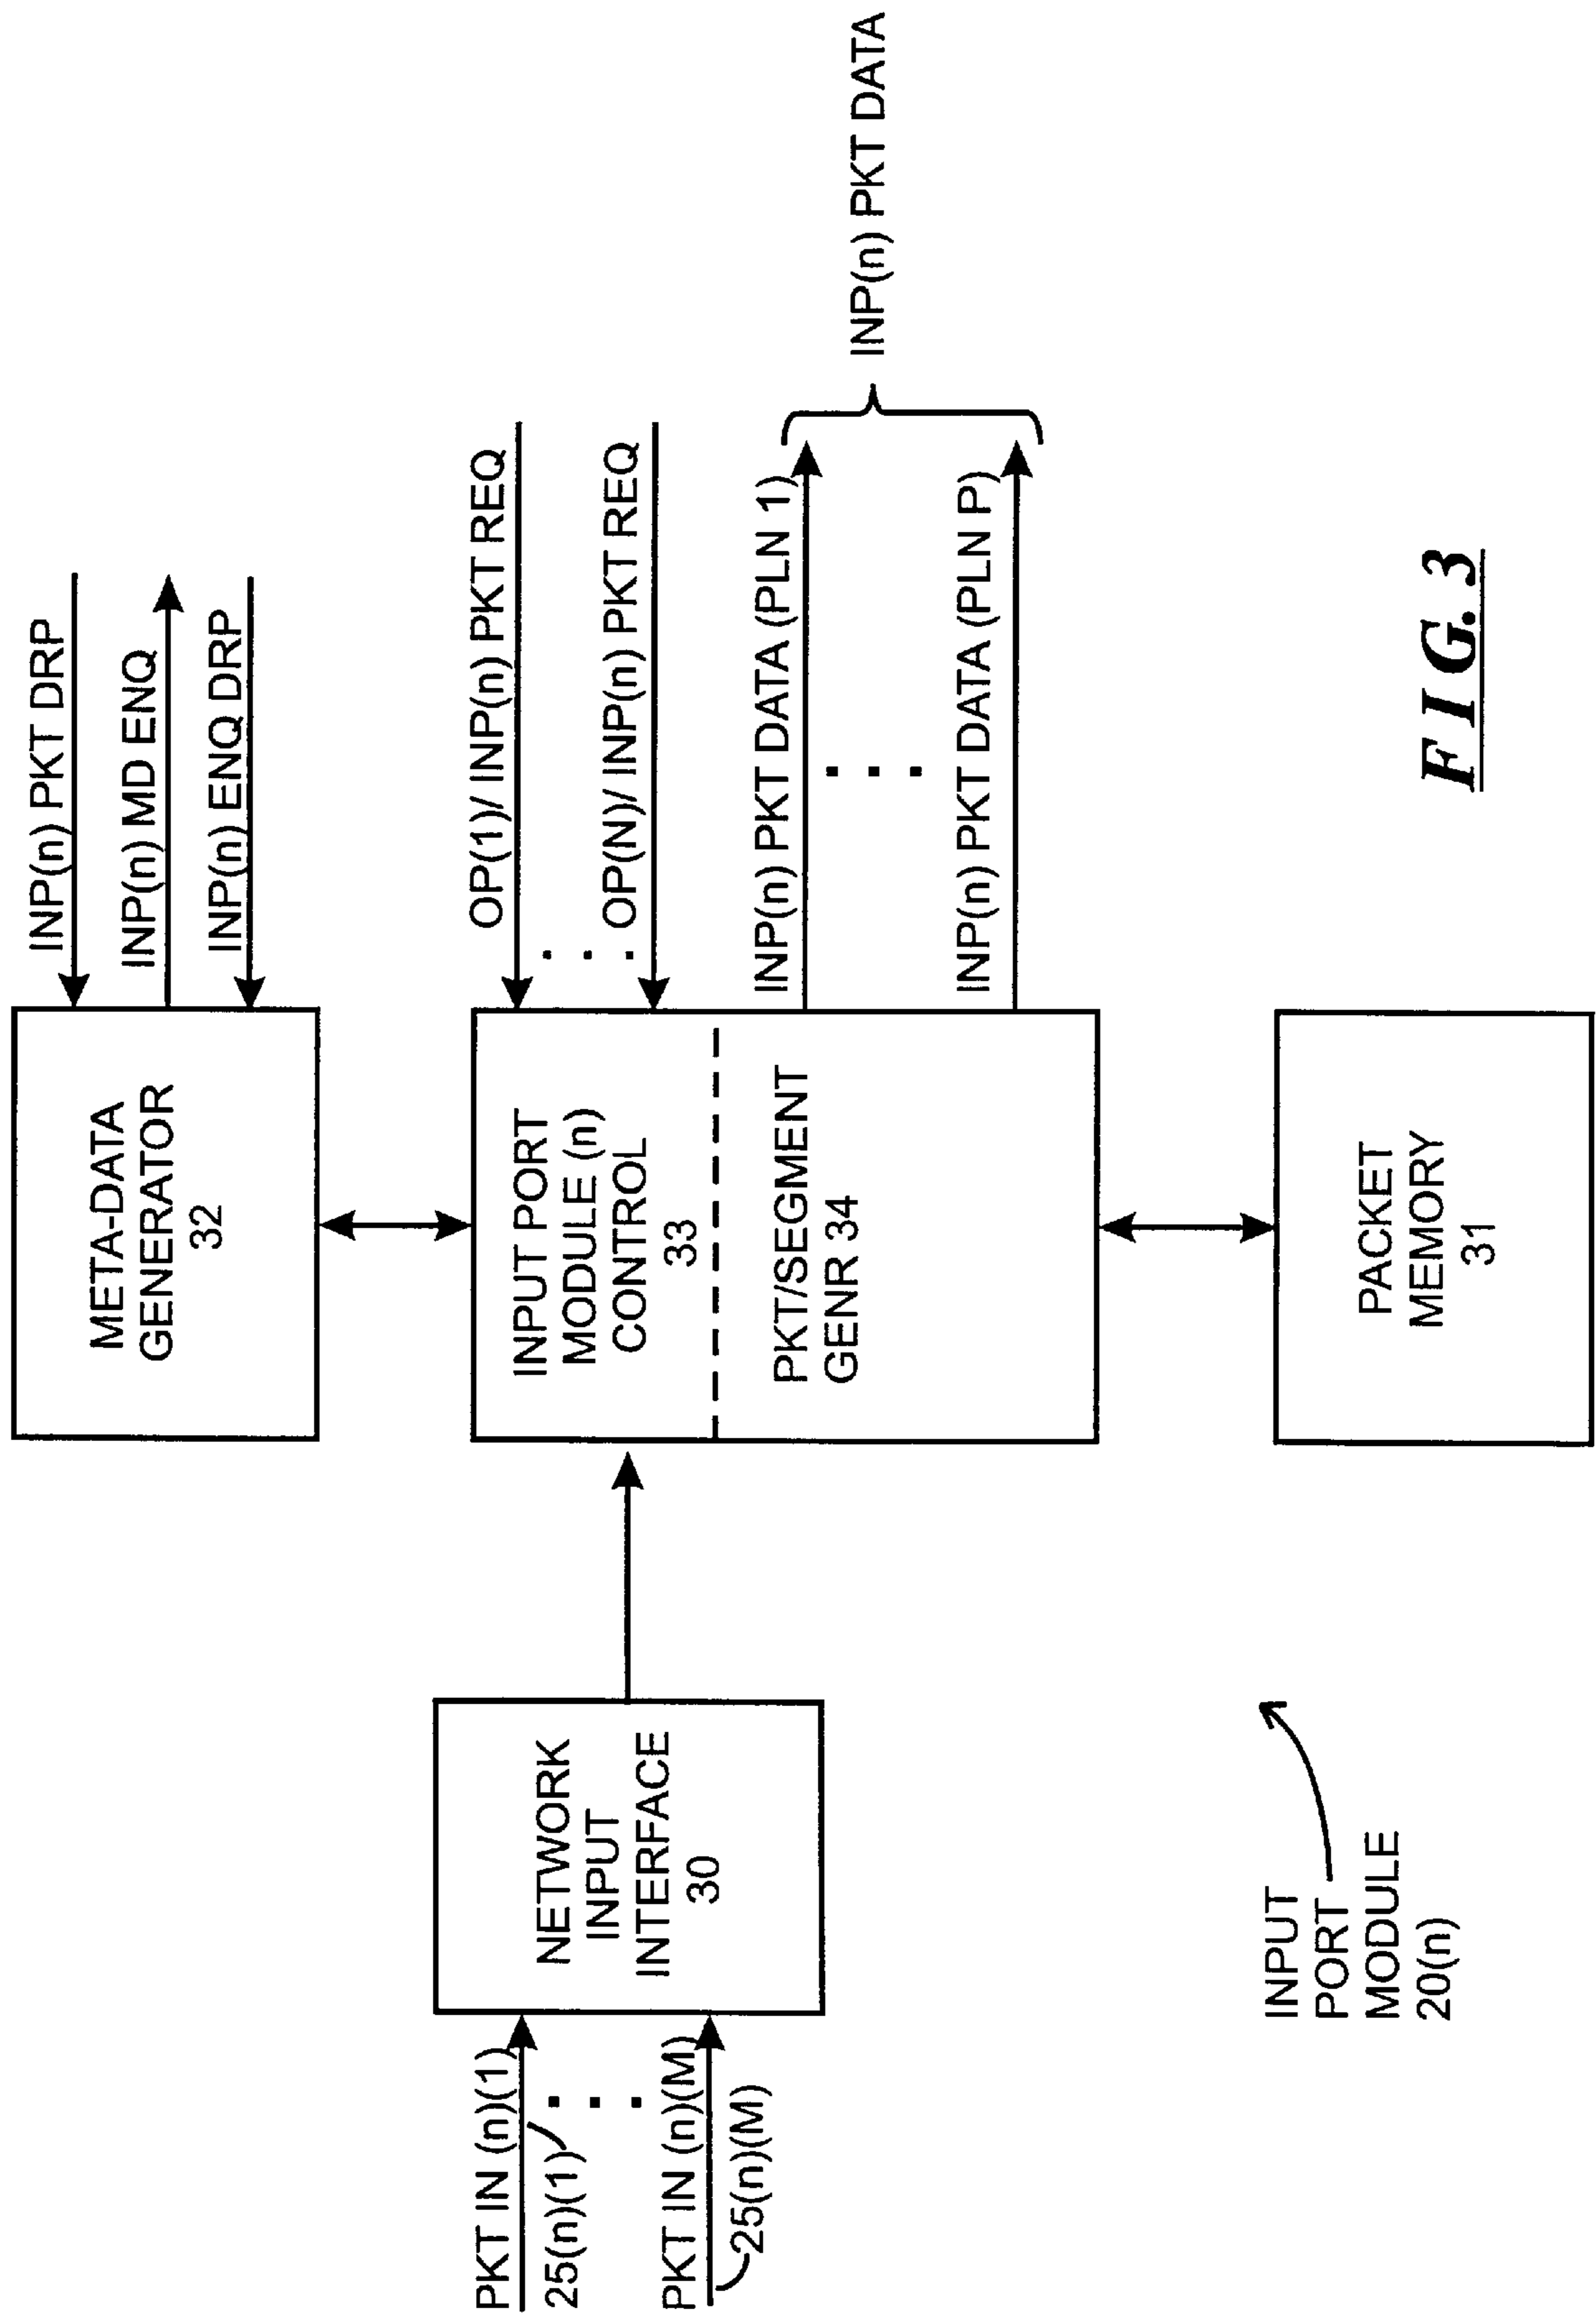 INP(n) PKT DRP
INP(n) MD ENQ
INP(n) ENQ DRP
META-DATA
GENERATOR
32
OP(1)/ INP(n) PKT REQ
OP(N)/ INP(n) PKT REQ
INPUT PORT
MODULE (n)
CONTROL
33
PKT/SEGMENT
GENR 34
INP(n) PKT DATA (PLN 1)
INP(n) PKT DATA (PLN P)
INP(n) PKT DATA
PKT IN (n)(1)
25(n)(1)
PKT IN (n)(M)
25(n)(M)
NETWORK
INPUT
INTERFACE
30
PACKET
MEMORY
31
INPUT
PORT
MODULE
20(n)
FIG. 3